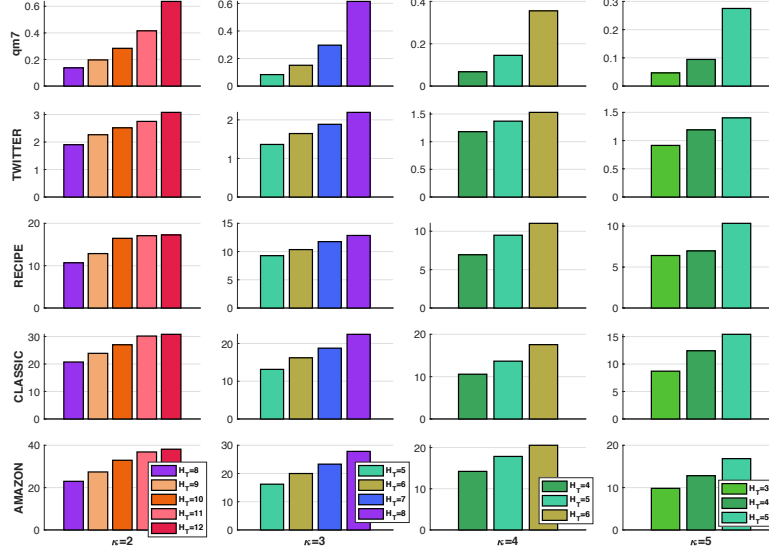 qm7
0.6
0.4
0.2
0
0.6
0.4
0.2
0
0.4
0.2
0
0.3
0.2
0.1
0
TWITTER
3
2
1
0
2
1
0
1.5
1
0.5
0
1.5
1
0.5
0
RECIPE
20
10
0
15
10
5
0
10
5
0
10
5
0
CLASSIC
30
20
10
0
20
10
0
20
10
0
15
10
5
0
AMAZON
40
20
0
30
20
10
0
20
10
0
20
10
0
H_T=8
H_T=9
H_T=10
H_T=11
H_T=12
H_T=5
H_T=6
H_T=7
H_T=8
H_T=4
H_T=5
H_T=6
H_T=3
H_T=4
H_T=5
κ=2
κ=3
κ=4
κ=5